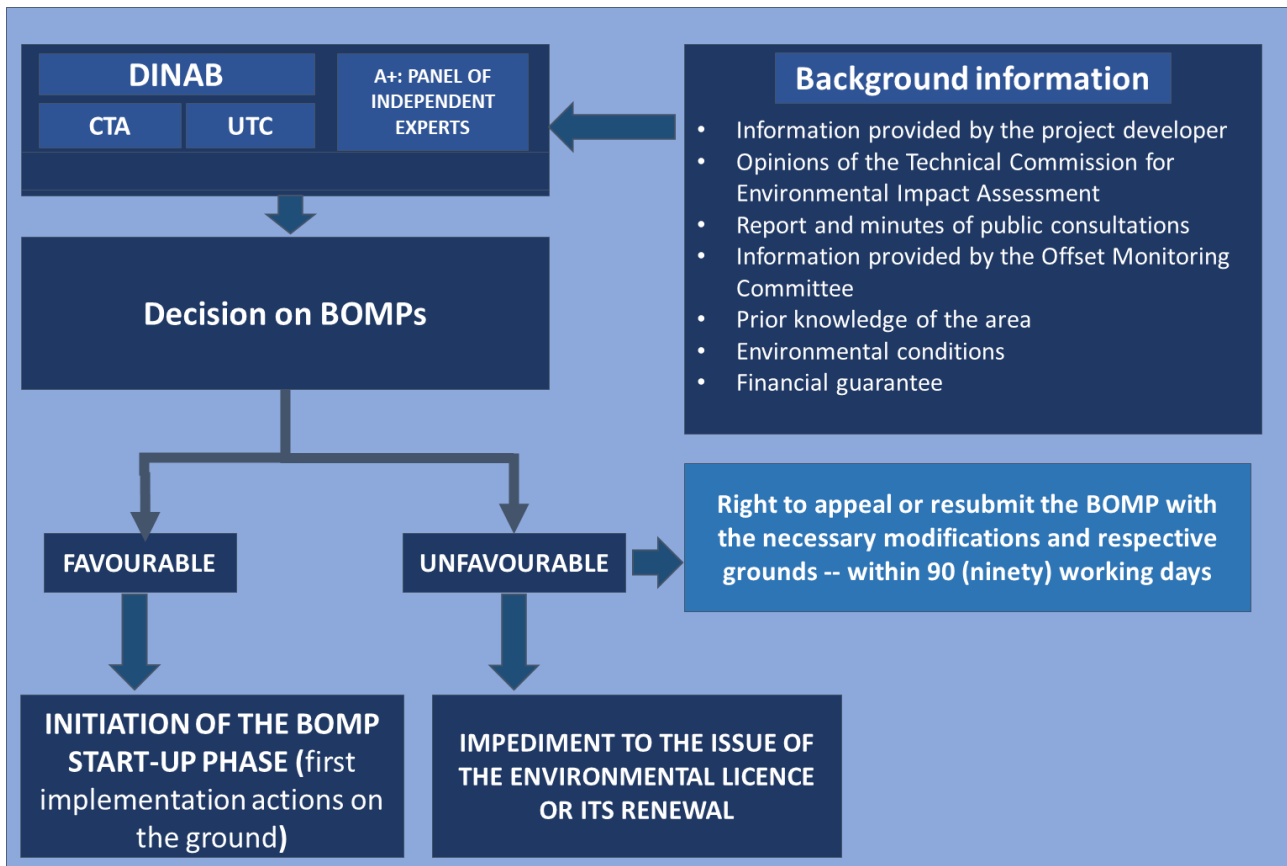 DINAB
CTA
UTC
A+: PANEL OF
INDEPENDENT
EXPERTS
Background information
• Information provided by the project developer
• Opinions of the Technical Commission for
Environmental Impact Assessment
• Report and minutes of public consultations
• Information provided by the Offset Monitoring
Committee
• Prior knowledge of the area
• Environmental conditions
• Financial guarantee
Decision on BOMPs
FAVOURABLE
UNFAVOURABLE
Right to appeal or resubmit the BOMP with
the necessary modifications and respective
grounds -- within 90 (ninety) working days
INITIATION OF THE BOMP
START-UP PHASE (first
implementation actions on
the ground)
IMPEDIMENT TO THE ISSUE OF
THE ENVIRONMENTAL LICENCE
OR ITS RENEWAL